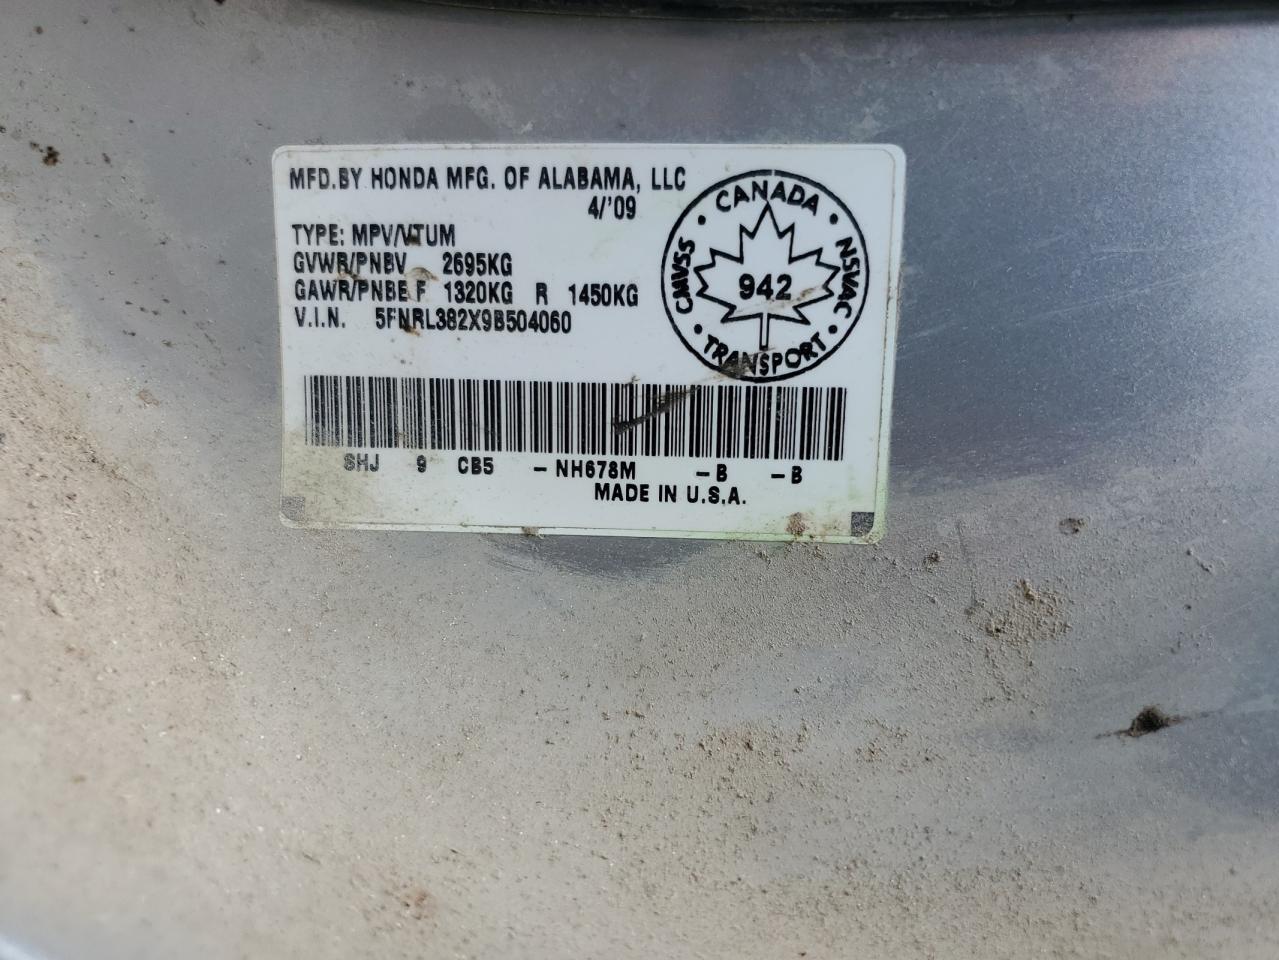 MFD.BY HONDA MFG. OF ALABAMA, LLC
4/'09
TYPE: MPV/VTUM
GVWR/PNBV 2695KG
GAWR/PNBE F 1320KG R 1450KG
V.I.N. 5FNRL382X9B504060
CANADA
CMVSS
NSVAC
942
TRANSPORT
SHJ 9 CB5 -NH678M -B -B
MADE IN U.S.A.